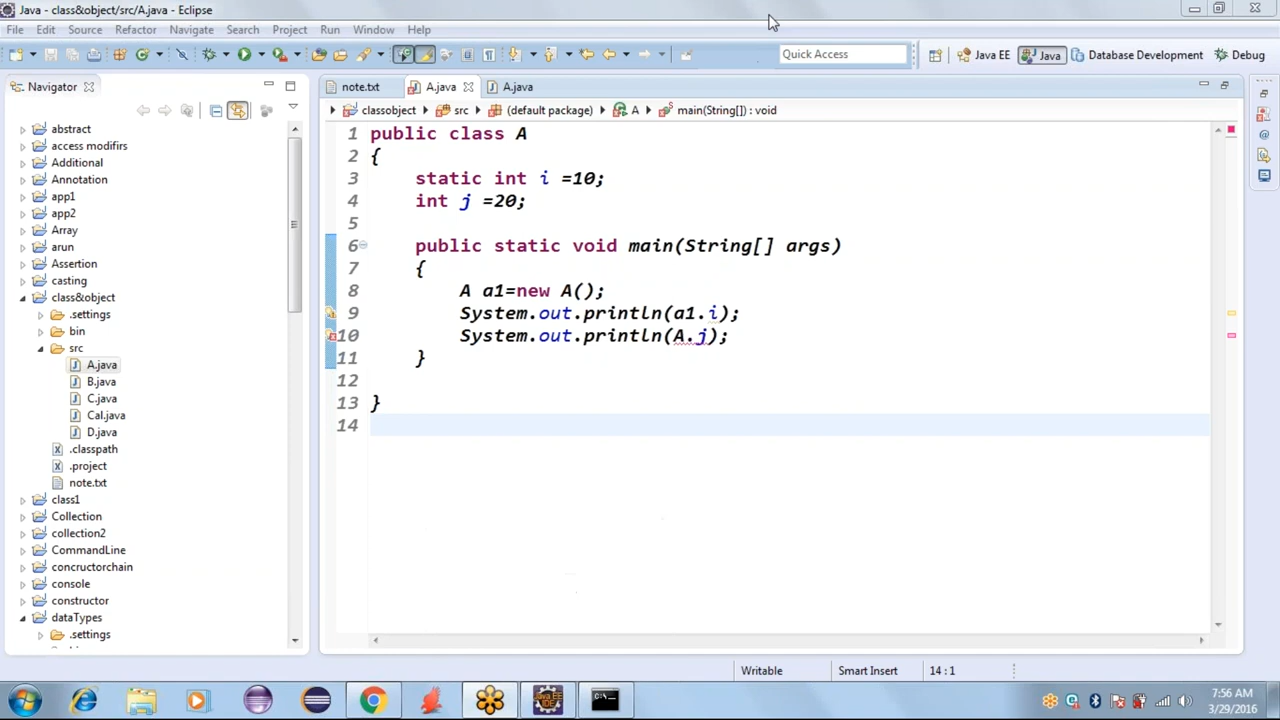 Java - class&object/src/A.java - Eclipse
File Edit Source Refactor Navigate Search Project Run Window Help
Quick Access Java EE Java Database Development Debug
Navigator
note.txt A.java A.java
classobject src (default package) A main(String[]) : void
abstract
access modifirs
Additional
Annotation
app1
app2
Array
arun
Assertion
casting
class&object
.settings
bin
src
A.java
B.java
C.java
Cal.java
D.java
.classpath
.project
note.txt
class1
Collection
collection2
CommandLine
concructorchain
console
constructor
dataTypes
.settings
1 public class A
2 {
3 static int i =10;
4 int j =20;
5
6 public static void main(String[] args)
7 {
8 A a1=new A();
9 System.out.println(a1.i);
10 System.out.println(A.j);
11 }
12
13 }
14
Writable Smart Insert 14 : 1
7:56 AM
3/29/2016